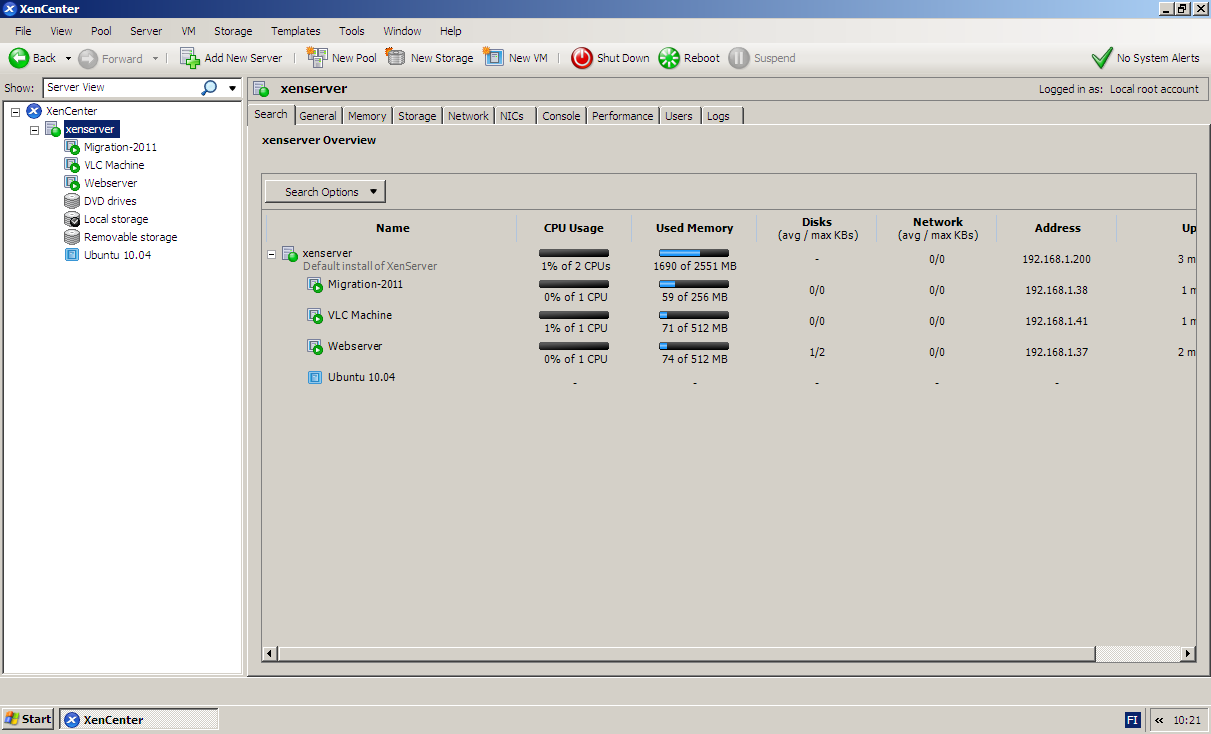 XenCenter
File View Pool Server VM Storage Templates Tools Window Help
Back Forward Add New Server New Pool New Storage New VM Shut Down Reboot Suspend No System Alerts
Show: Server View
XenCenter
xenserver
Migration-2011
VLC Machine
Webserver
DVD drives
Local storage
Removable storage
Ubuntu 10.04
xenserver Logged in as: Local root account
Search General Memory Storage Network NICs Console Performance Users Logs
xenserver Overview
Search Options
Name CPU Usage Used Memory Disks (avg / max KBs) Network (avg / max KBs) Address Up
xenserver
Default install of XenServer
1% of 2 CPUs 1690 of 2551 MB - 0/0 192.168.1.200 3 m
Migration-2011
0% of 1 CPU 59 of 256 MB 0/0 192.168.1.38 1 m
VLC Machine
1% of 1 CPU 71 of 512 MB 0/0 0/0 192.168.1.41 1 m
Webserver
0% of 1 CPU 74 of 512 MB 1/2 0/0 192.168.1.37 2 m
Ubuntu 10.04
- - - - -
Start XenCenter FI « 10:21